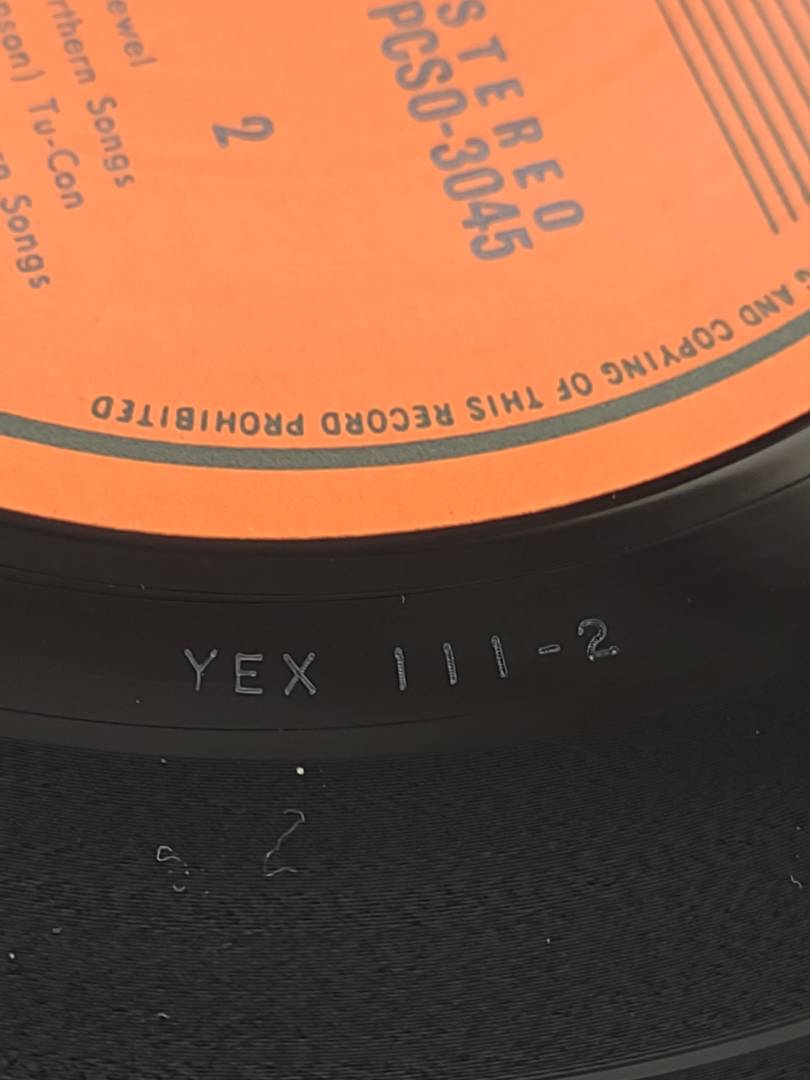 STEREO
PCSO-3045
2
ewel
rthern Songs
son) Tu-Con
Songs
AND COPYING OF THIS RECORD PROHIBITED
YEX 111-2